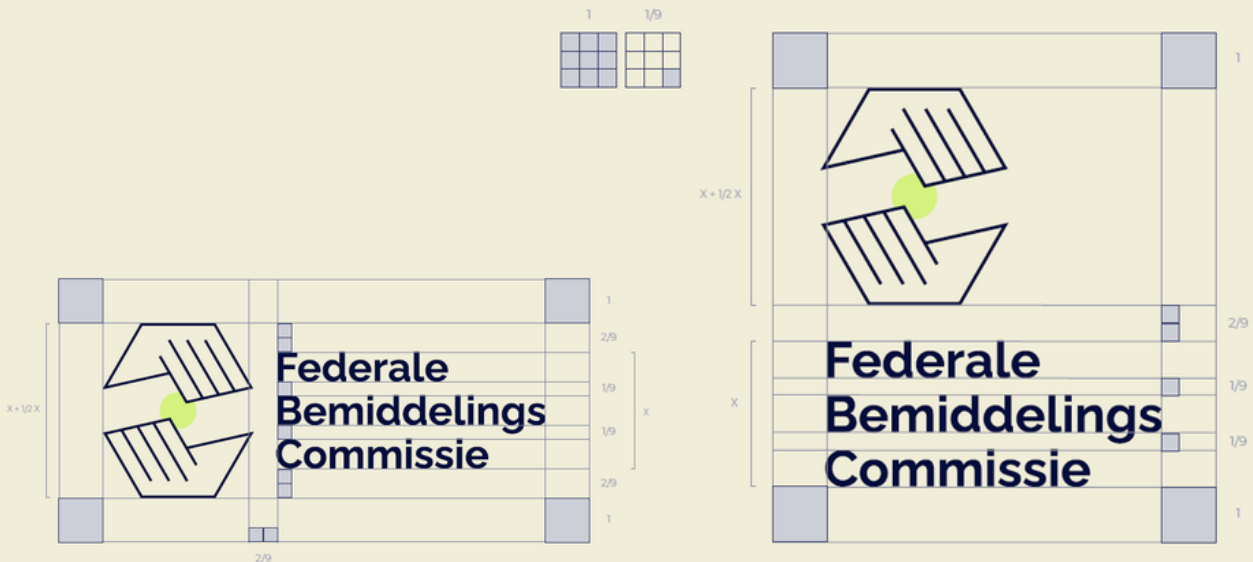 1
1/9
1
X + 1/2 X
2/9
Federale
Bemiddelings
Commissie
X
1/9
1/9
1
1
2/9
X + 1/2 X
Federale
Bemiddelings
Commissie
1/9
1/9
X
2/9
1
2/9